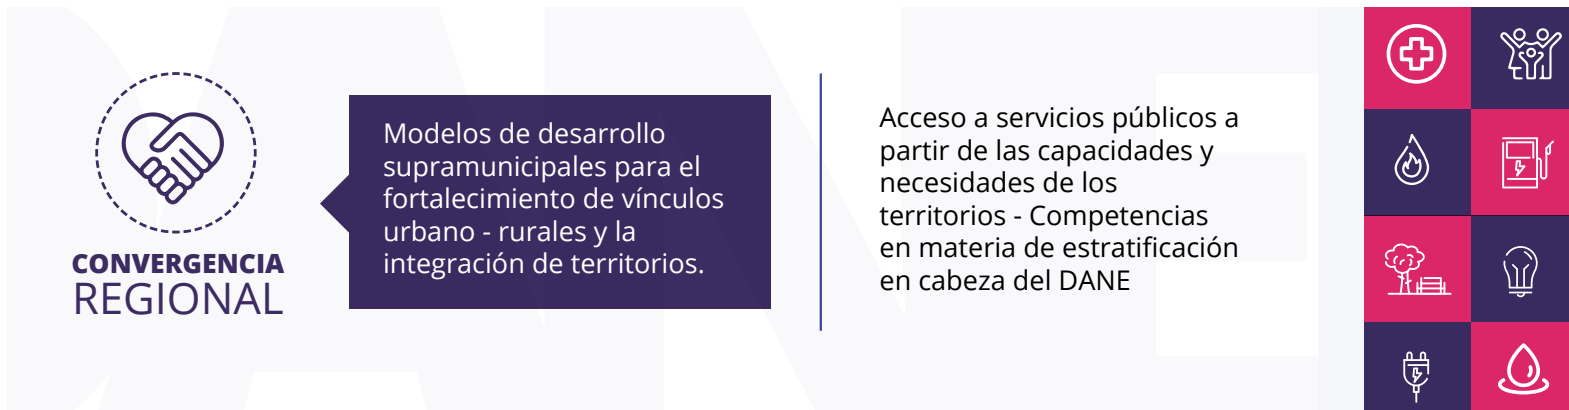 CONVERGENCIA
REGIONAL
Modelos de desarrollo
supramunicipales para el
fortalecimiento de vínculos
urbano - rurales y la
integración de territorios.
Acceso a servicios públicos a
partir de las capacidades y
necesidades de los
territorios - Competencias
en materia de estratificación
en cabeza del DANE